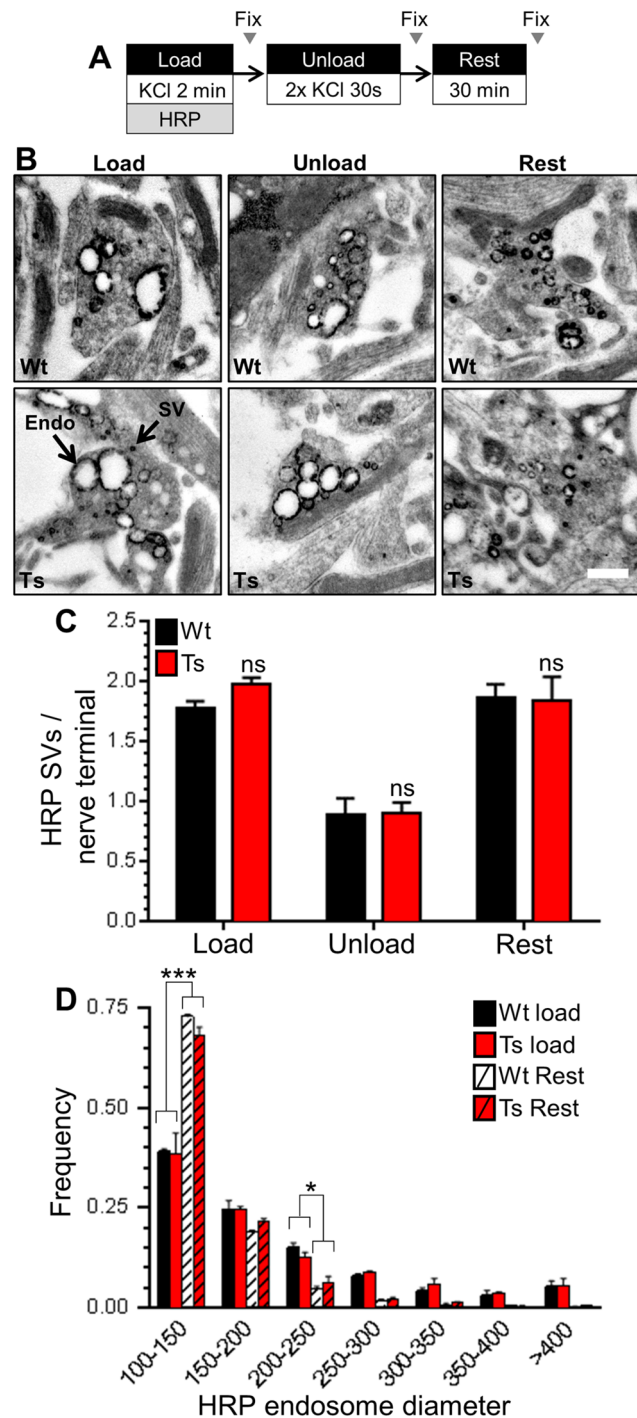 Fix Fix Fix
A
Load Unload Rest
KCl 2 min 2x KCl 30s 30 min
HRP
B
Load Unload Rest
Wt Wt Wt
Endo SV
Ts Ts Ts
C
HRP SVs /
nerve terminal
2.5
2.0
1.5
1.0
0.5
0.0
Wt
Ts
ns ns ns
Load Unload Rest
D
Frequency
0.75
0.50
0.25
0.00
*** *
Wt load
Ts load
Wt Rest
Ts Rest
100-150 150-200 200-250 250-300 300-350 350-400 >400
HRP endosome diameter